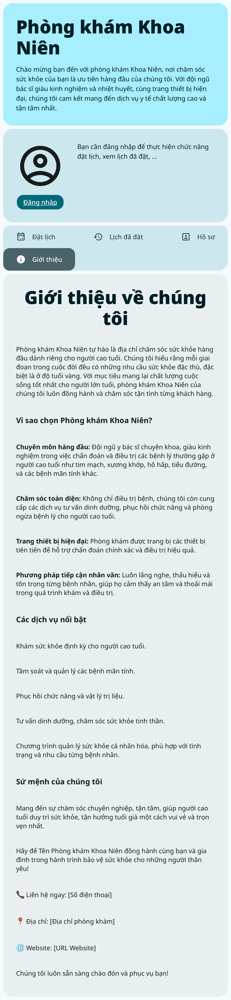 Phòng khám Khoa
Niên
Chào mừng bạn đến với phòng khám Khoa Niên, nơi chăm sóc
sức khỏe của bạn là ưu tiên hàng đầu của chúng tôi. Với đội ngũ
bác sĩ giàu kinh nghiệm và nhiệt huyết, cùng trang thiết bị hiện
đại, chúng tôi cam kết mang đến dịch vụ y tế chất lượng cao và
tận tâm nhất.
Bạn cần đăng nhập để thực hiện chức năng
đặt lịch, xem lịch đã đặt, ...
Đăng nhập
Đặt lịch
Lịch đã đặt
Hồ sơ
Giới thiệu
Giới thiệu về chúng
tôi
Phòng khám Khoa Niên tự hào là địa chỉ chăm sóc sức khỏe hàng
đầu dành riêng cho người cao tuổi. Chúng tôi hiểu rằng mỗi giai
đoạn trong cuộc đời đều có những nhu cầu sức khỏe đặc thù, đặc
biệt là ở độ tuổi vàng. Với mục tiêu mang lại chất lượng cuộc
sống tốt nhất cho người lớn tuổi, phòng khám Khoa Niên của
chúng tôi luôn đồng hành và chăm sóc tận tình từng khách hàng.
Vì sao chọn Phòng khám Khoa Niên?
Chuyên môn hàng đầu: Đội ngũ y bác sĩ chuyên khoa, giàu kinh
nghiệm trong việc chẩn đoán và điều trị các bệnh lý thường gặp ở
người cao tuổi như tim mạch, xương khớp, hô hấp, tiểu đường,
và các bệnh mãn tính khác.
Chăm sóc toàn diện: Không chỉ điều trị bệnh, chúng tôi còn cung
cấp các dịch vụ tư vấn dinh dưỡng, phục hồi chức năng và phòng
ngừa bệnh lý cho người cao tuổi.
Trang thiết bị hiện đại: Phòng khám được trang bị các thiết bị
tiên tiến để hỗ trợ chẩn đoán chính xác và điều trị hiệu quả.
Phương pháp tiếp cận nhân văn: Luôn lắng nghe, thấu hiểu và
tôn trọng từng bệnh nhân, giúp họ cảm thấy an tâm và thoải mái
trong quá trình khám và điều trị.
Các dịch vụ nổi bật
Khám sức khỏe định kỳ cho người cao tuổi.
Tầm soát và quản lý các bệnh mãn tính.
Phục hồi chức năng và vật lý trị liệu.
Tư vấn dinh dưỡng, chăm sóc sức khỏe tinh thần.
Chương trình quản lý sức khỏe cá nhân hóa, phù hợp với tình
trạng và nhu cầu từng bệnh nhân.
Sứ mệnh của chúng tôi
Mang đến sự chăm sóc chuyên nghiệp, tận tâm, giúp người cao
tuổi duy trì sức khỏe, tận hưởng tuổi già một cách vui vẻ và trọn
vẹn nhất.
Hãy để Tên Phòng khám Khoa Niên đồng hành cùng bạn và gia
đình trong hành trình bảo vệ sức khỏe cho những người thân
yêu!
📞 Liên hệ ngay: [Số điện thoại]
📍 Địa chỉ: [Địa chỉ phòng khám]
🌐 Website: [URL Website]
Chúng tôi luôn sẵn sàng chào đón và phục vụ bạn!